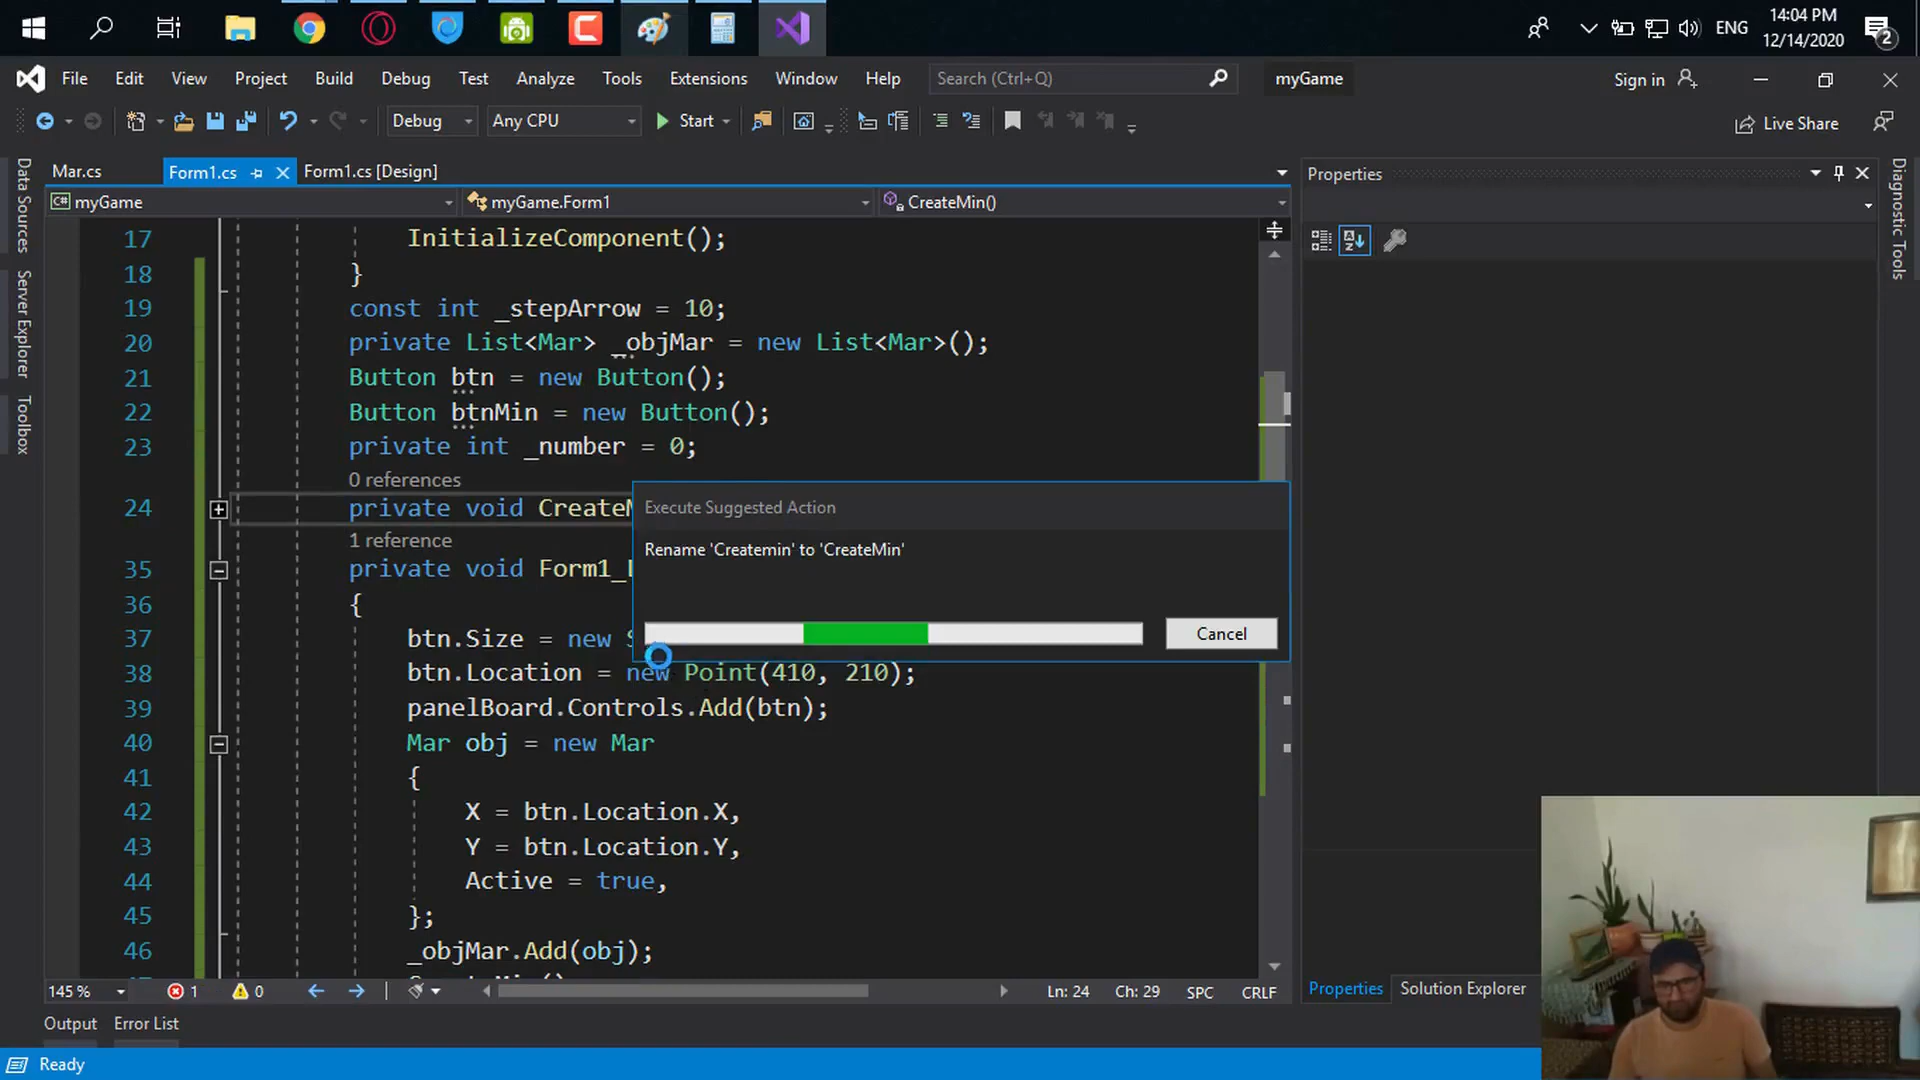 ENG
14:04 PM
12/14/2020
2
File Edit View Project Build Debug Test Analyze Tools Extensions Window Help Search (Ctrl+Q) myGame Sign in
Debug Any CPU Start Live Share
Mar.cs Form1.cs Form1.cs [Design]
C# myGame myGame.Form1 CreateMin()
Data Sources
Server Explorer
Toolbox
17 InitializeComponent();
18 }
19 const int _stepArrow = 10;
20 private List<Mar> _objMar = new List<Mar>();
21 Button btn = new Button();
22 Button btnMin = new Button();
23 private int _number = 0;
0 references
24 private void CreateM
1 reference
35 private void Form1_
36 {
37 btn.Size = new
38 btn.Location = new Point(410, 210);
39 panelBoard.Controls.Add(btn);
40 Mar obj = new Mar
41 {
42 X = btn.Location.X,
43 Y = btn.Location.Y,
44 Active = true,
45 };
46 _objMar.Add(obj);
Execute Suggested Action
Rename 'Createmin' to 'CreateMin'
Cancel
145 % 1 0 Ln: 24 Ch: 29 SPC CRLF
Output Error List
Ready
Properties
Diagnostic Tools
Properties Solution Explorer